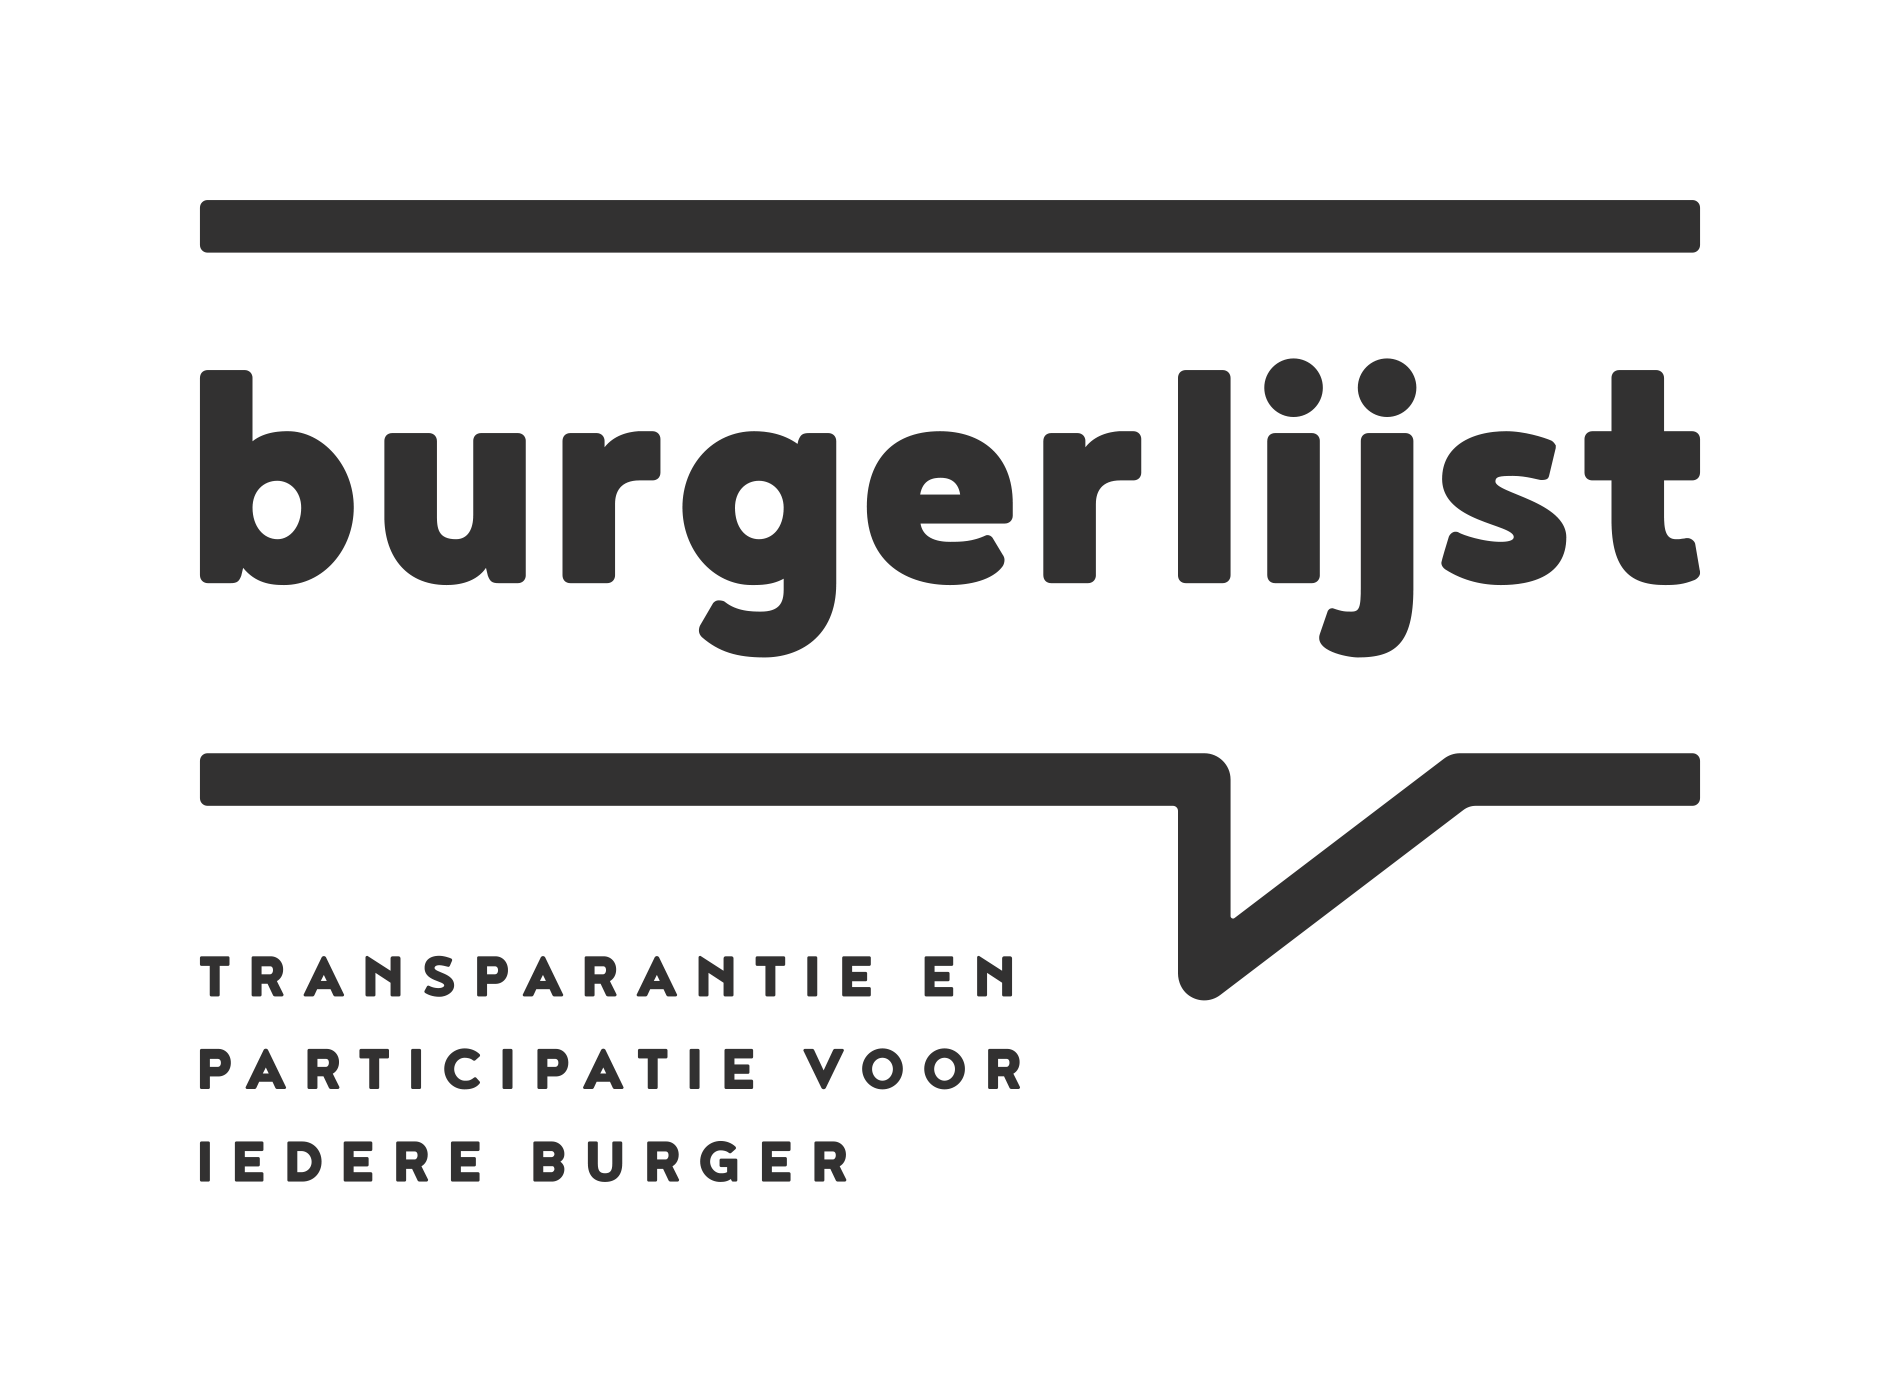 burgerlijst
TRANSPARANTIE EN
PARTICIPATIE VOOR
IEDERE BURGER